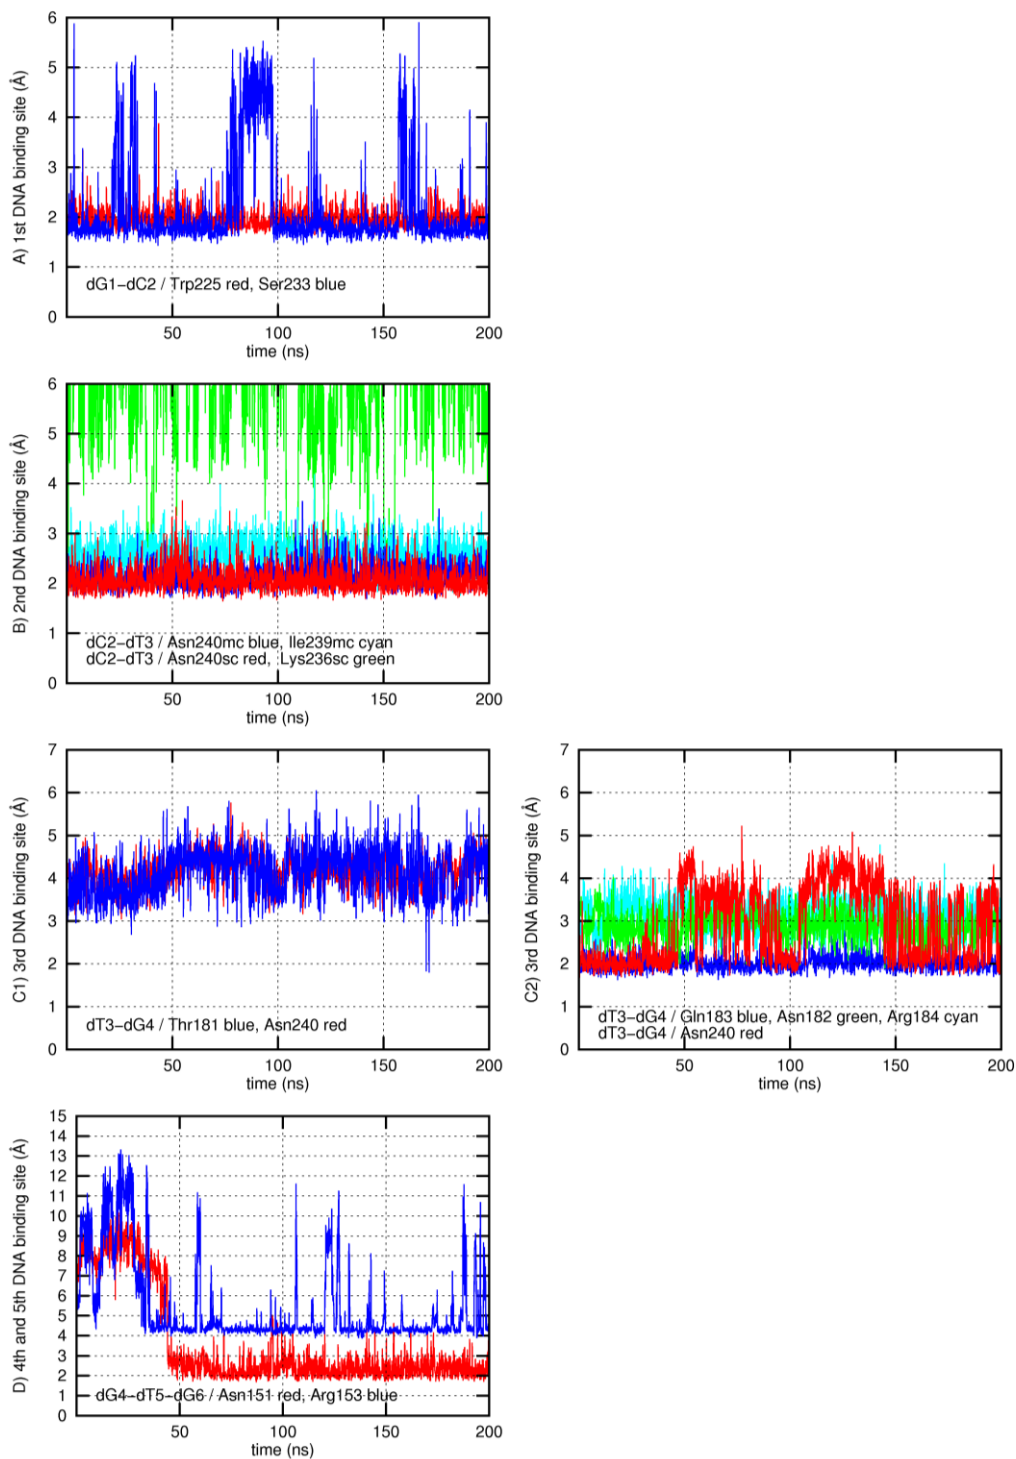 A) 1st DNA binding site (Å)
6
5
4
3
2
1
0
dG1−dC2 / Trp225 red, Ser233 blue
50 100 150 200
time (ns)
B) 2nd DNA binding site (Å)
6
5
4
3
2
1
0
dC2−dT3 / Asn240mc blue, Ile239mc cyan
dC2−dT3 / Asn240sc red, Lys236sc green
50 100 150 200
time (ns)
C1) 3rd DNA binding site (Å)
7
6
5
4
3
2
1
0
dT3−dG4 / Thr181 blue, Asn240 red
50 100 150 200
time (ns)
C2) 3rd DNA binding site (Å)
7
6
5
4
3
2
1
0
dT3−dG4 / Gln183 blue, Asn182 green, Arg184 cyan
dT3−dG4 / Asn240 red
50 100 150 200
time (ns)
D) 4th and 5th DNA binding site (Å)
15
14
13
12
11
10
9
8
7
6
5
4
3
2
1
0
dG4−dT5−dG6 / Asn151 red, Arg153 blue
50 100 150 200
time (ns)